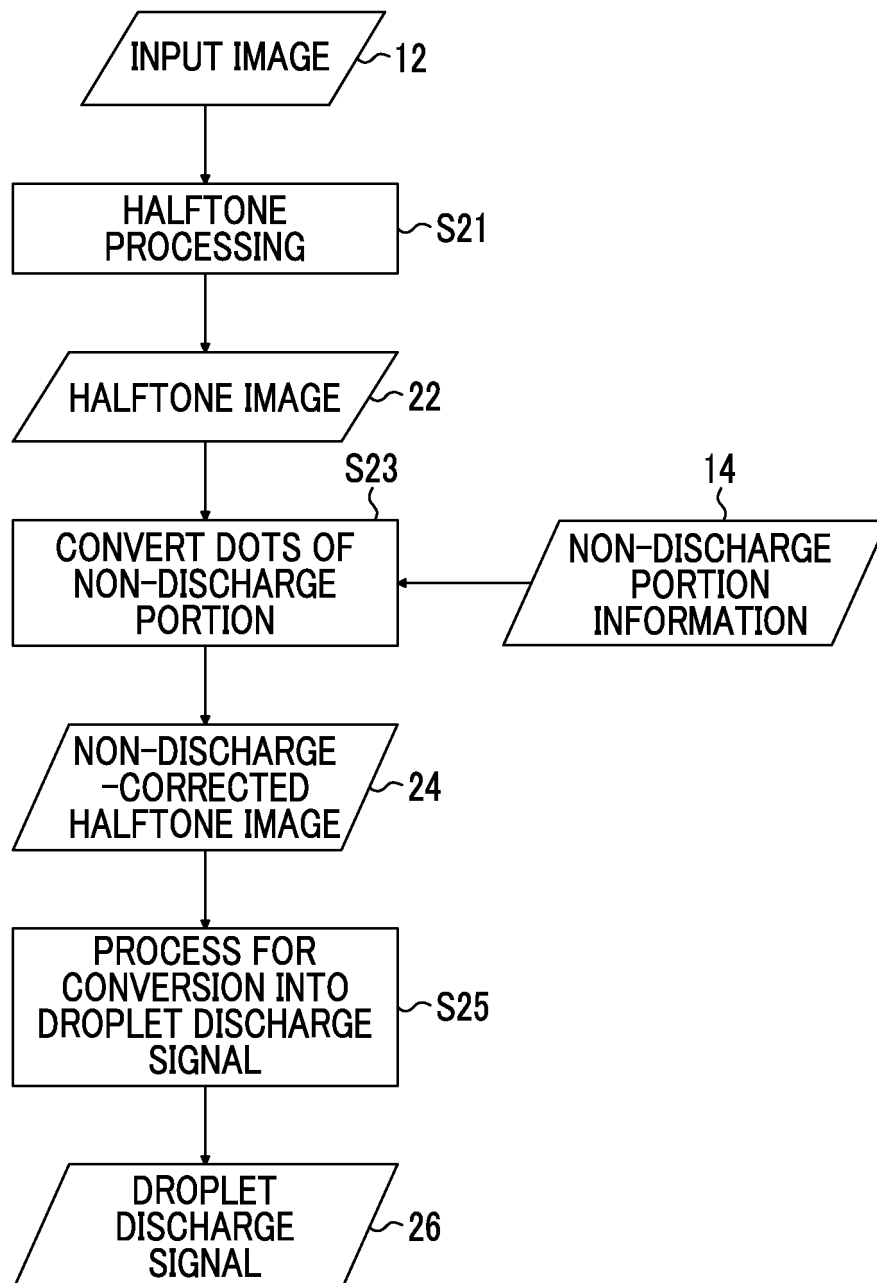 INPUT IMAGE
12
HALFTONE
PROCESSING
S21
HALFTONE IMAGE
22
S23
CONVERT DOTS OF
NON-DISCHARGE
PORTION
14
NON-DISCHARGE
PORTION
INFORMATION
NON-DISCHARGE
-CORRECTED
HALFTONE IMAGE
24
PROCESS FOR
CONVERSION INTO
DROPLET DISCHARGE
SIGNAL
S25
DROPLET
DISCHARGE
SIGNAL
26